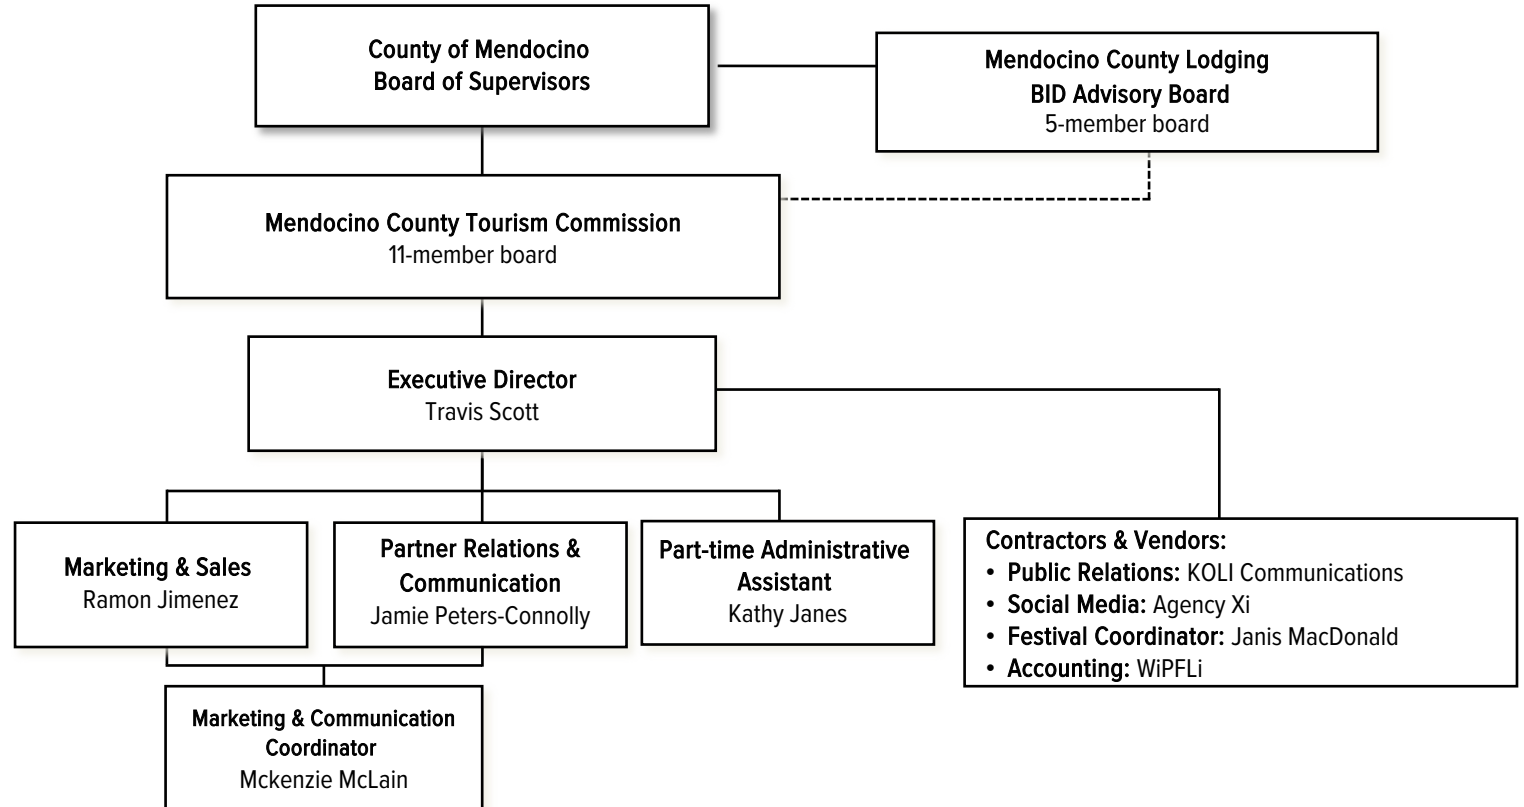 County of Mendocino
Board of Supervisors
Mendocino County Lodging
BID Advisory Board
5-member board
Mendocino County Tourism Commission
11-member board
Executive Director
Travis Scott
Marketing & Sales
Ramon Jimenez
Partner Relations &
Communication
Jamie Peters-Connolly
Part-time Administrative
Assistant
Kathy Janes
Contractors & Vendors:
• Public Relations: KOLI Communications
• Social Media: Agency Xi
• Festival Coordinator: Janis MacDonald
• Accounting: WiPFLi
Marketing & Communication
Coordinator
Mckenzie McLain